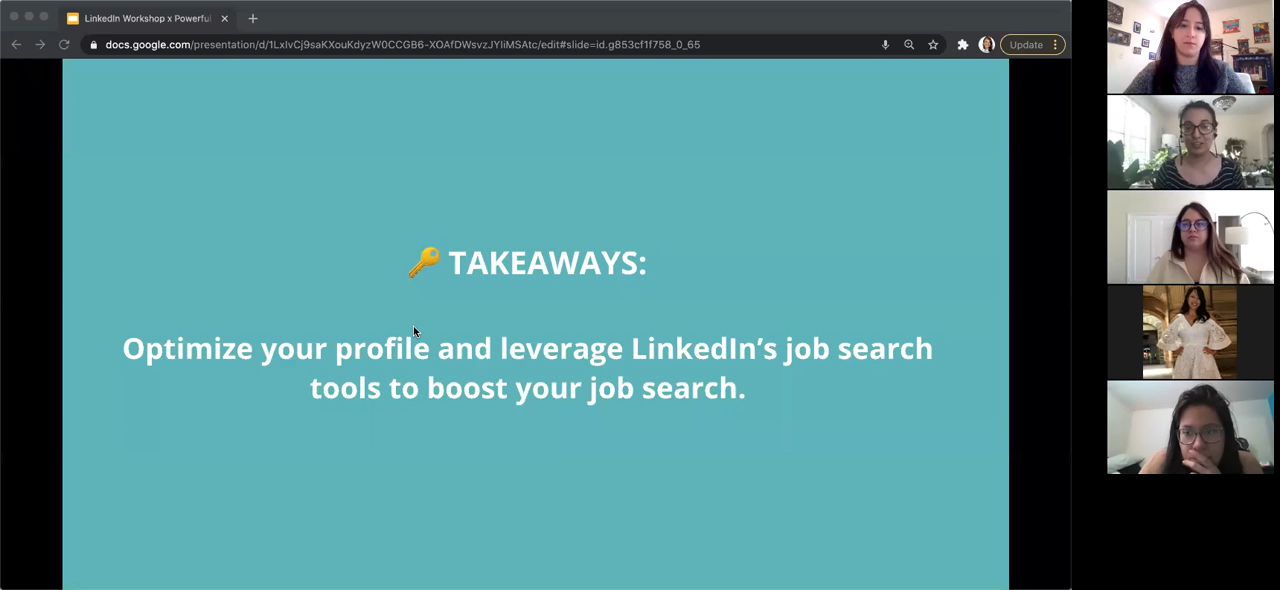 LinkedIn Workshop x Powerful
docs.google.com/presentation/d/1LxlvCj9saKXouKdyzW0CCGB6-XOAfDWsvzJYIiMSAtc/edit#slide=id.g853cf1f758_0_65
Update
🔑 TAKEAWAYS:
Optimize your profile and leverage LinkedIn’s job search
tools to boost your job search.